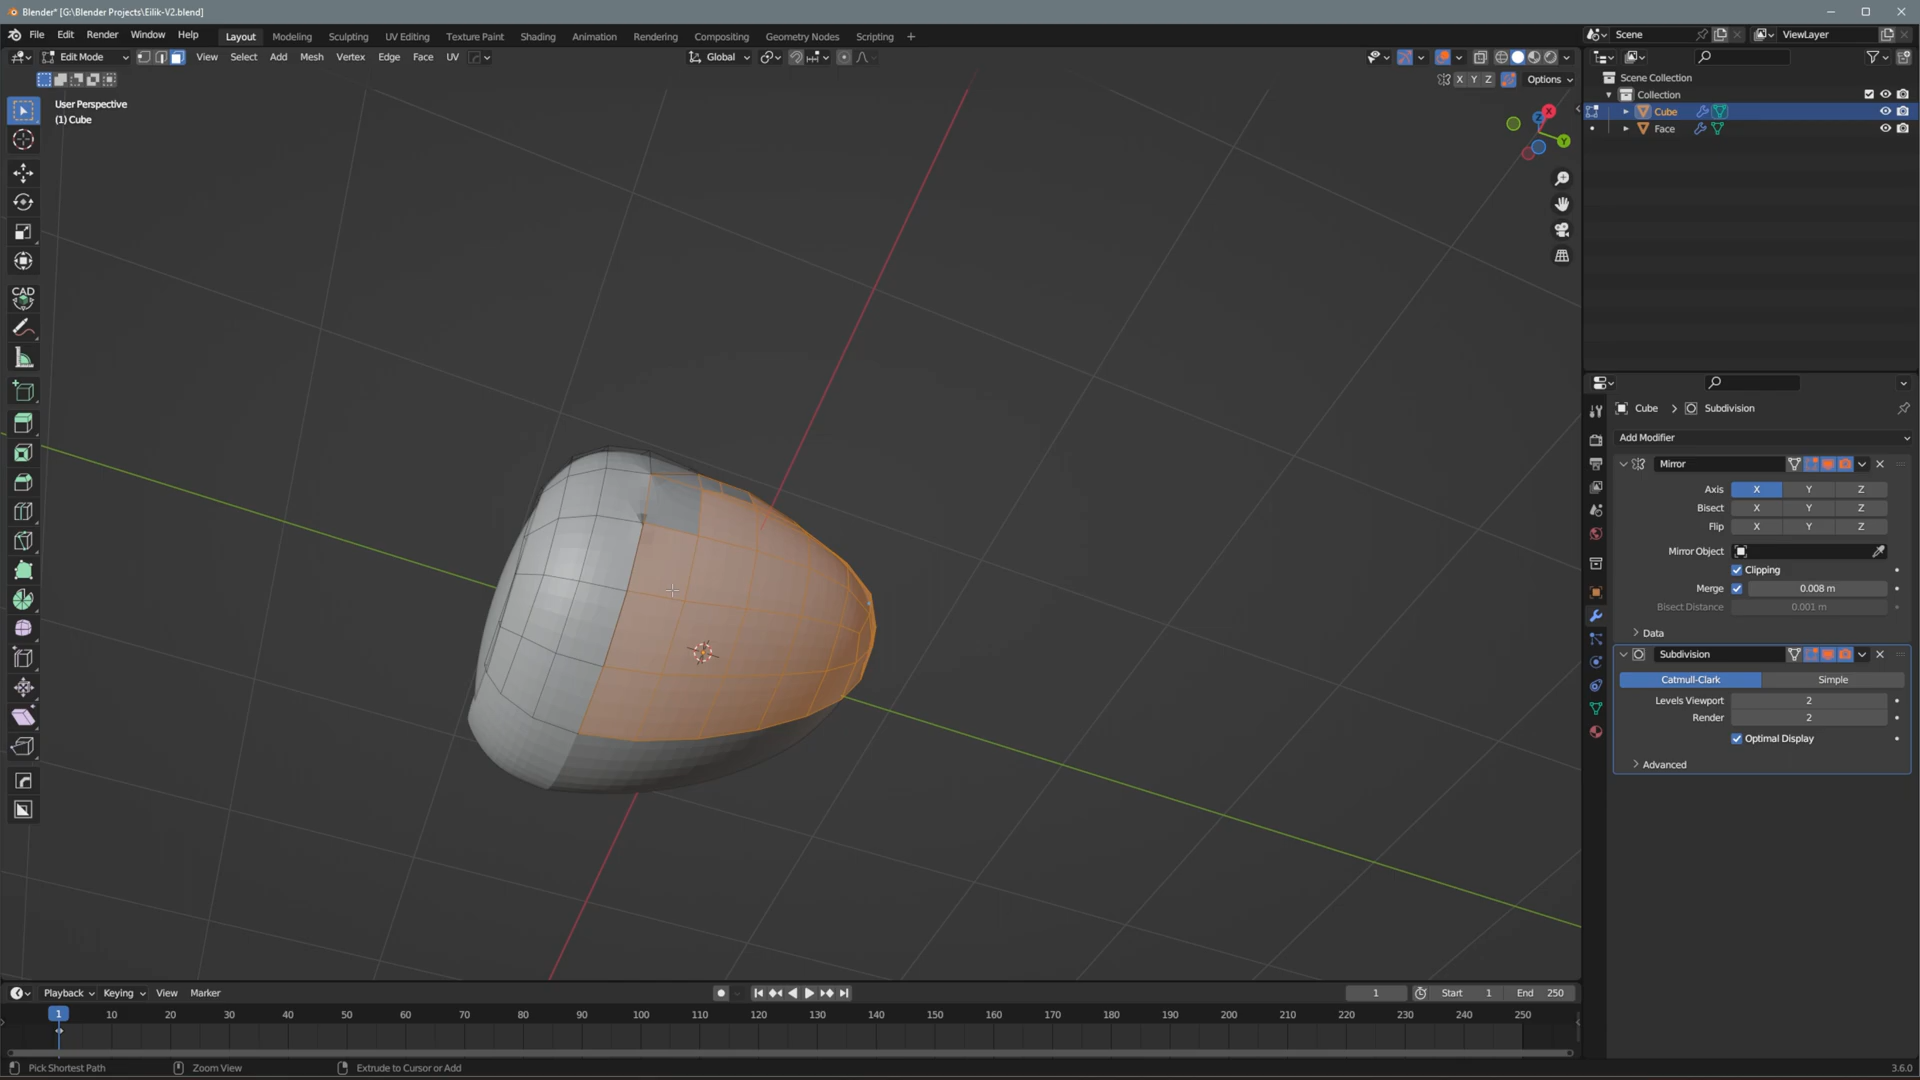 Blender* [G:\Blender Projects\Eilik-V2.blend]
File Edit Render Window Help Layout Modeling Sculpting UV Editing Texture Paint Shading Animation Rendering Compositing Geometry Nodes Scripting + Scene ViewLayer
Edit Mode View Select Add Mesh Vertex Edge Face UV Global
X Y Z Options
User Perspective
(1) Cube
X
Z
Y
CAD
Scene Collection
Collection
Cube
Face
Cube > Subdivision
Add Modifier
Mirror
Axis X Y Z
Bisect X Y Z
Flip X Y Z
Mirror Object
Clipping
Merge 0.008 m
Bisect Distance 0.001 m
Data
Subdivision
Catmull-Clark Simple
Levels Viewport 2
Render 2
Optimal Display
Advanced
Playback Keying View Marker 1 Start 1 End 250
1 10 20 30 40 50 60 70 80 90 100 110 120 130 140 150 160 170 180 190 200 210 220 230 240 250
Pick Shortest Path Zoom View Extrude to Cursor or Add 3.6.0